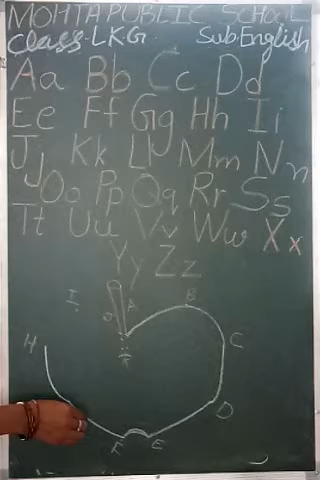 MOHTA PUBLIC SCHOOL
Class-LKG. Sub-English
Aa Bb Cc Dd
Ee Ff Gg Hh Ii
Jj Kk Ll Mm Nn
Oo Pp Qq Rr Ss
Tt Uu Vv Ww Xx
Yy Zz
I A B
H C
D
F E